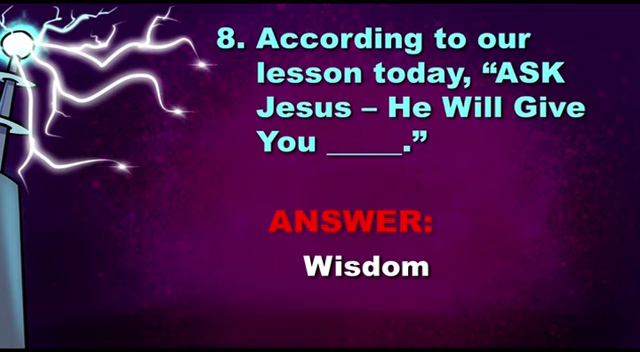 8. According to our
lesson today, “ASK
Jesus – He Will Give
You _____.”
ANSWER:
Wisdom